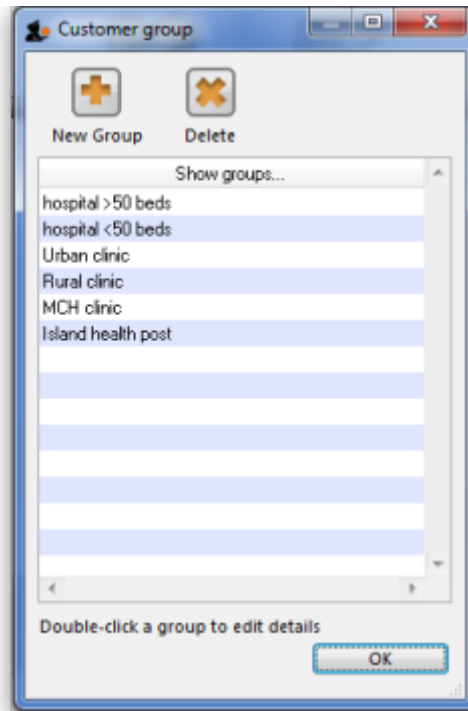 Customer group
New Group Delete
Show groups...
hospital >50 beds
hospital <50 beds
Urban clinic
Rural clinic
MCH clinic
Island health post
Double-click a group to edit details
OK